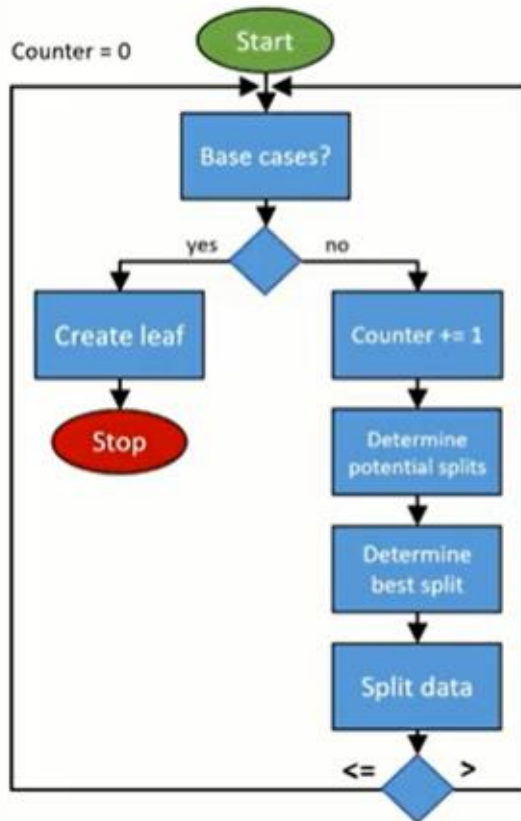 Start
Counter = 0
Base cases?
yes
no
Create leaf
Counter += 1
Stop
Determine
potential splits
Determine
best split
Split data
<=
>